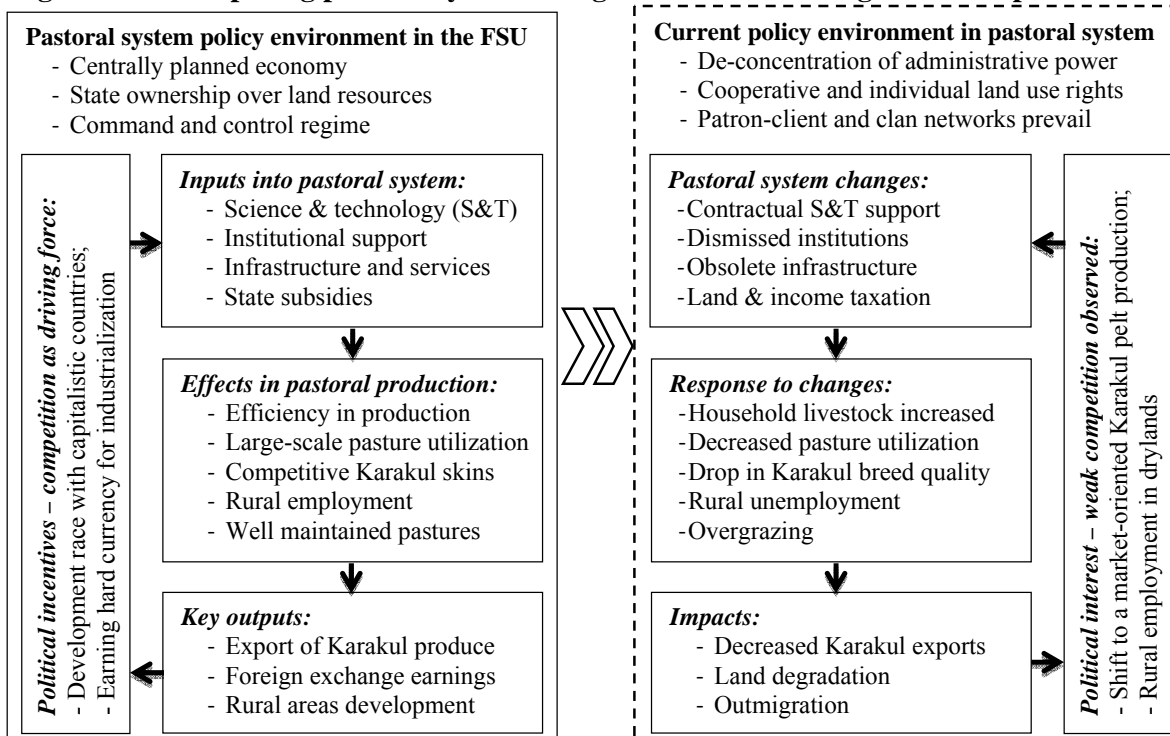 Pastoral system policy environment in the FSU
- Centrally planned economy
- State ownership over land resources
- Command and control regime
Political incentives – competition as driving force:
- Development race with capitalistic countries;
- Earning hard currency for industrialization
Inputs into pastoral system:
- Science & technology (S&T)
- Institutional support
- Infrastructure and services
- State subsidies
Effects in pastoral production:
- Efficiency in production
- Large-scale pasture utilization
- Competitive Karakul skins
- Rural employment
- Well maintained pastures
Key outputs:
- Export of Karakul produce
- Foreign exchange earnings
- Rural areas development
Current policy environment in pastoral system
- De-concentration of administrative power
- Cooperative and individual land use rights
- Patron-client and clan networks prevail
Pastoral system changes:
-Contractual S&T support
-Dismissed institutions
-Obsolete infrastructure
-Land & income taxation
Response to changes:
-Household livestock increased
-Decreased pasture utilization
-Drop in Karakul breed quality
-Rural unemployment
-Overgrazing
Impacts:
- Decreased Karakul exports
- Land degradation
- Outmigration
Political interest – weak competition observed:
- Shift to a market-oriented Karakul pelt production;
- Rural employment in drylands